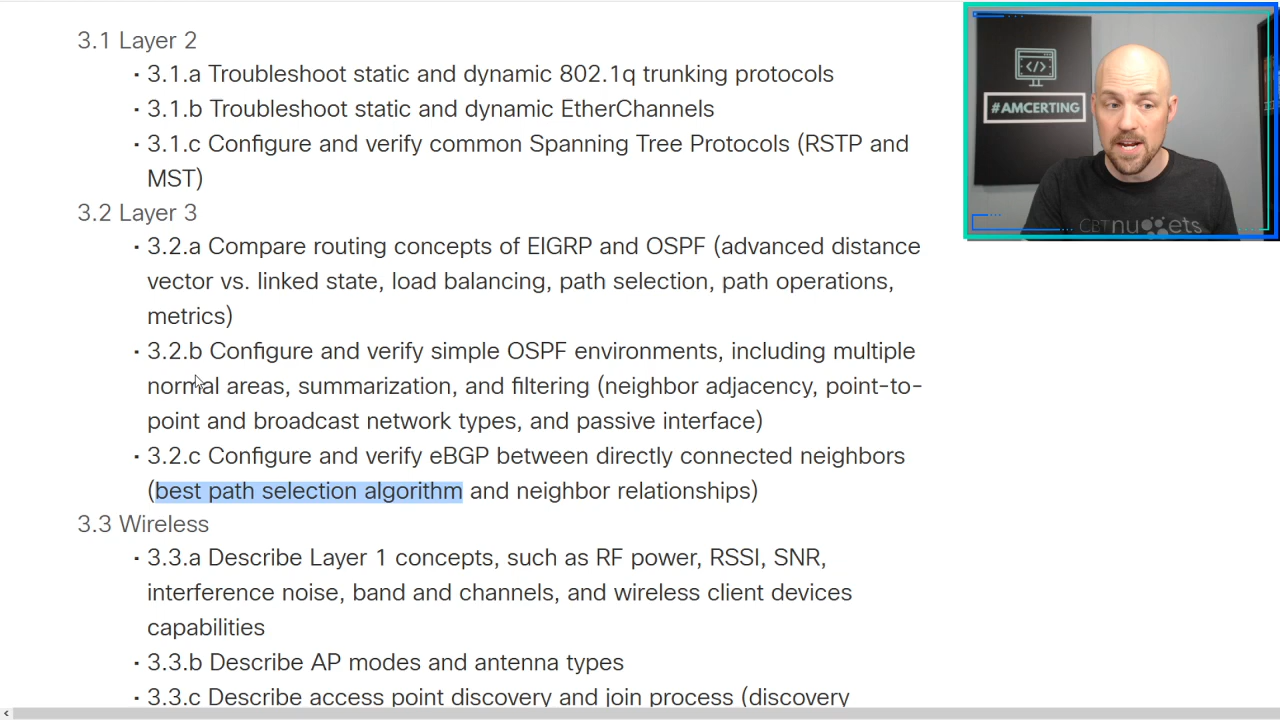 3.1 Layer 2
· 3.1.a Troubleshoot static and dynamic 802.1q trunking protocols
· 3.1.b Troubleshoot static and dynamic EtherChannels
· 3.1.c Configure and verify common Spanning Tree Protocols (RSTP and
MST)
3.2 Layer 3
· 3.2.a Compare routing concepts of EIGRP and OSPF (advanced distance
vector vs. linked state, load balancing, path selection, path operations,
metrics)
· 3.2.b Configure and verify simple OSPF environments, including multiple
normal areas, summarization, and filtering (neighbor adjacency, point-to-
point and broadcast network types, and passive interface)
· 3.2.c Configure and verify eBGP between directly connected neighbors
(best path selection algorithm and neighbor relationships)
3.3 Wireless
· 3.3.a Describe Layer 1 concepts, such as RF power, RSSI, SNR,
interference noise, band and channels, and wireless client devices
capabilities
· 3.3.b Describe AP modes and antenna types
· 3.3.c Describe access point discovery and join process (discovery
</>
#AMCERTING
CBTnuggets